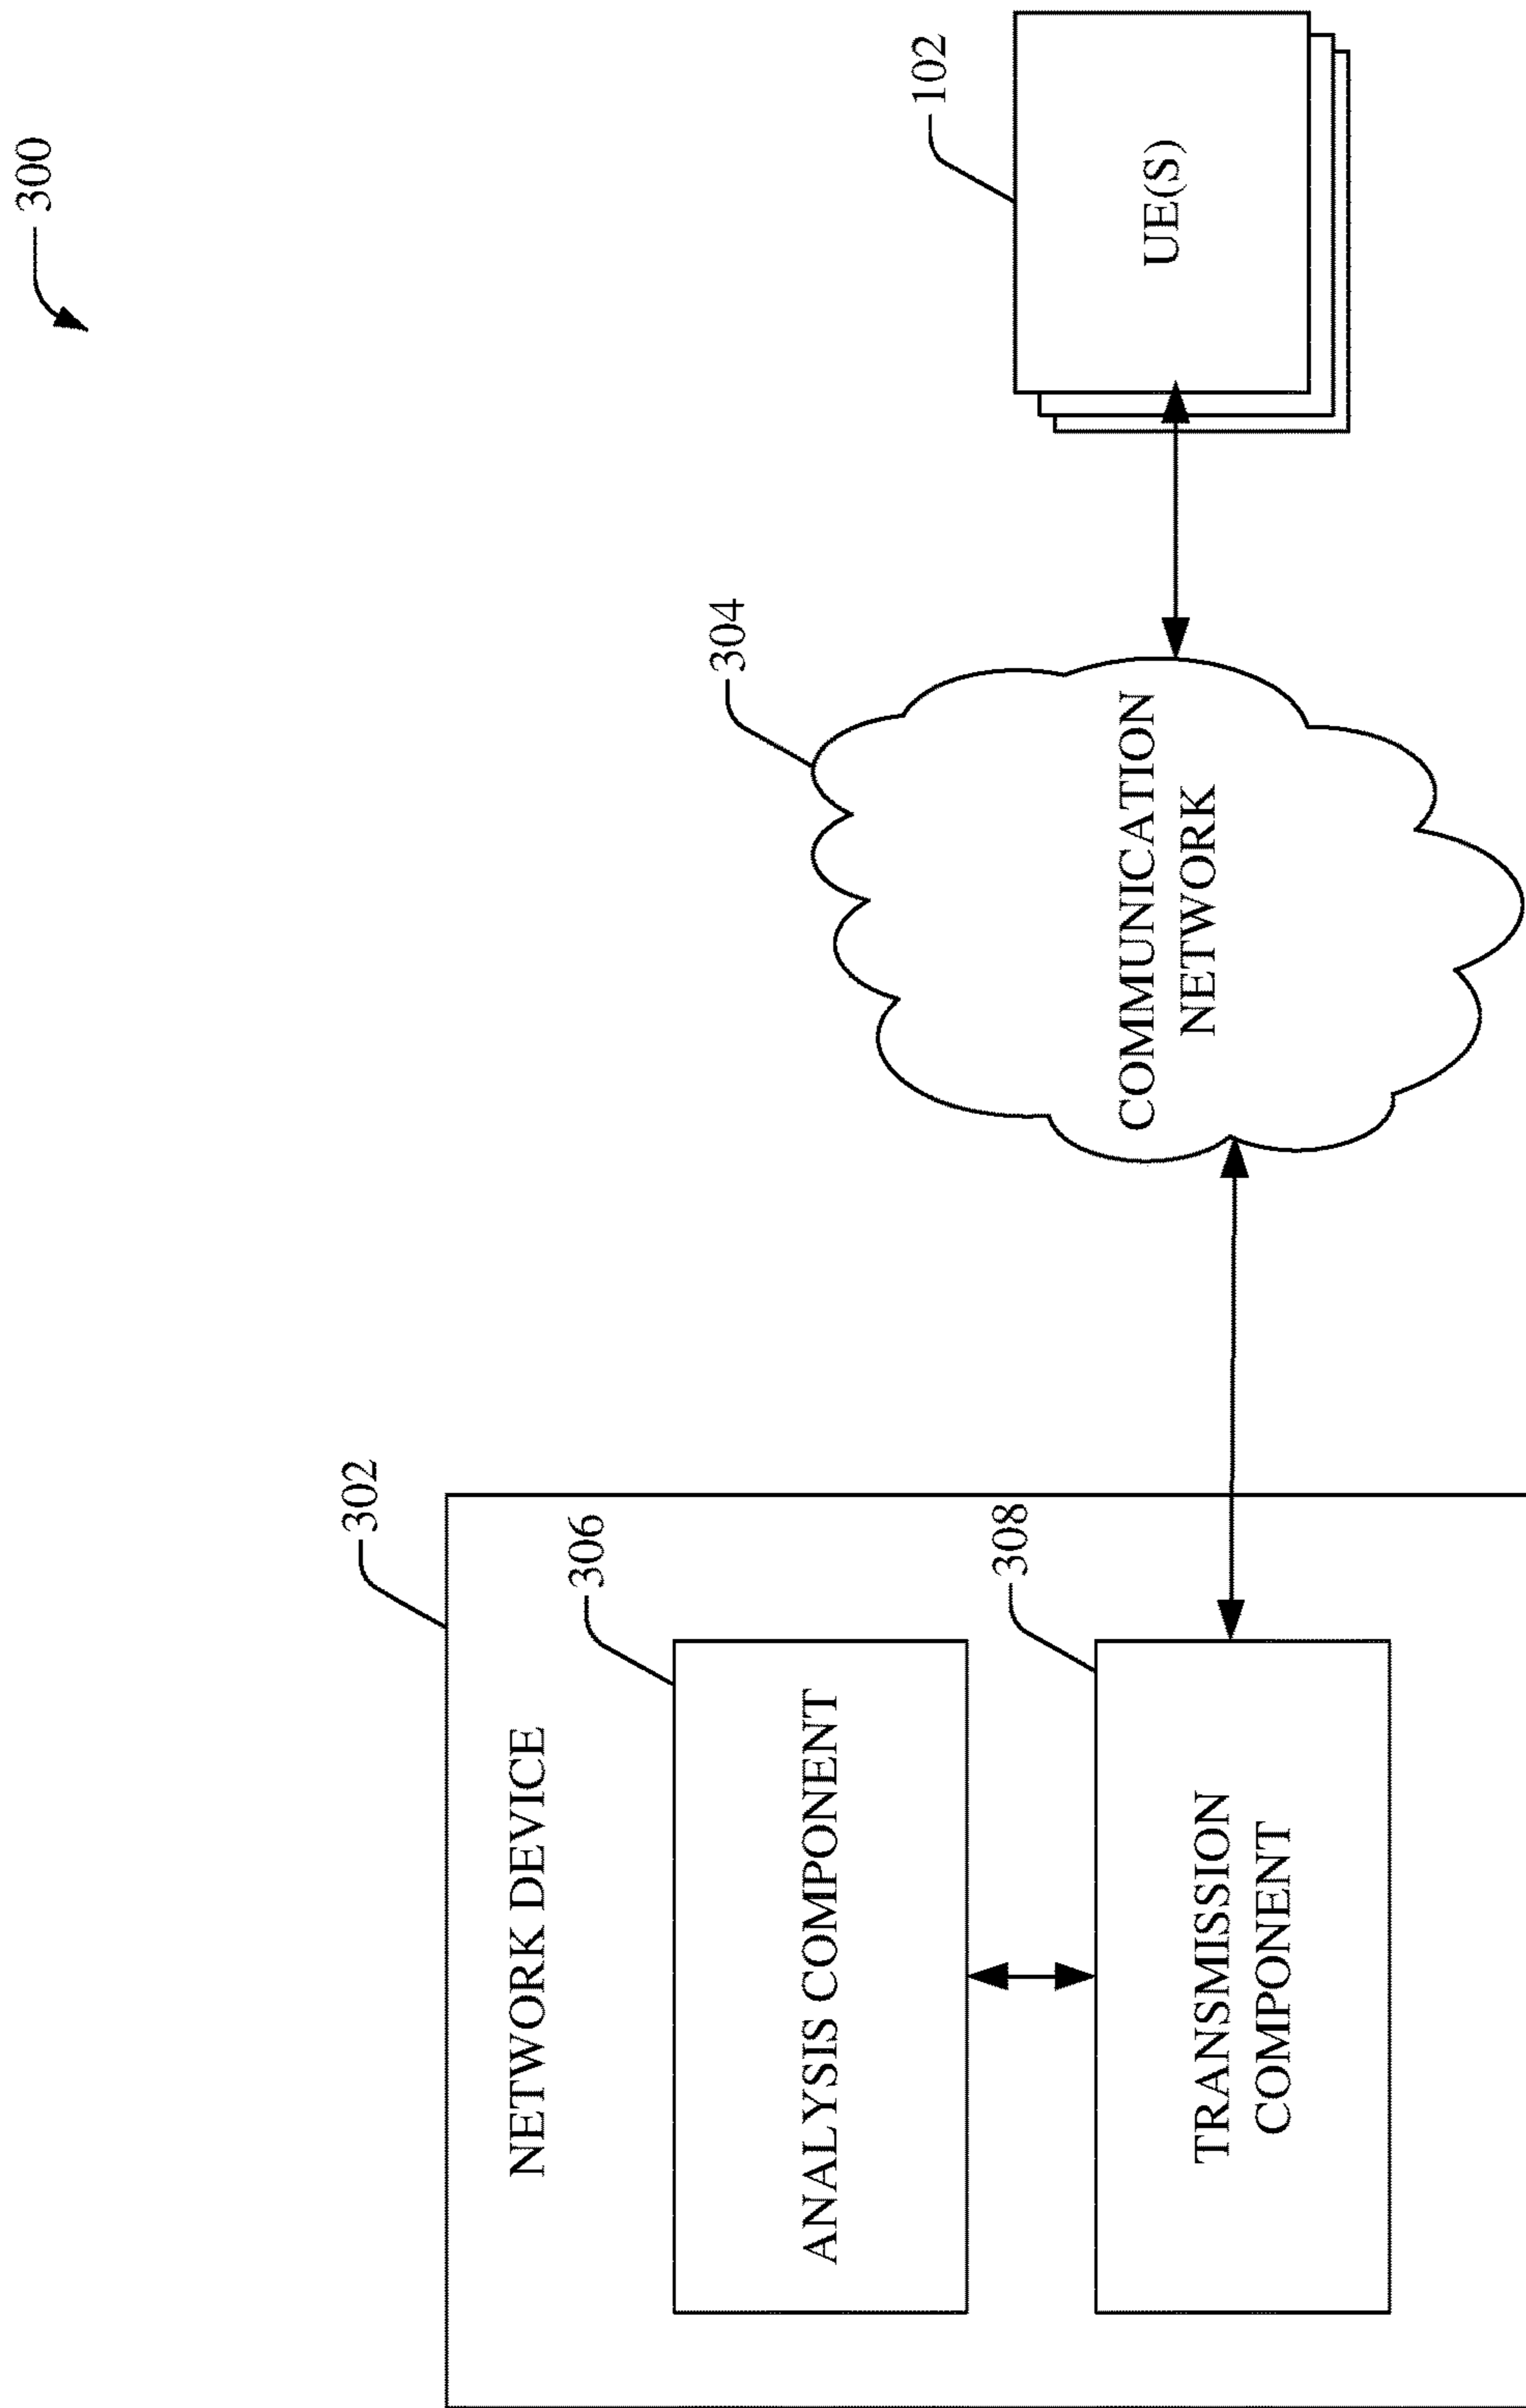 300
302
NETWORK DEVICE
306
ANALYSIS COMPONENT
308
TRANSMISSION
COMPONENT
304
COMMUNICATION
NETWORK
102
UE(S)